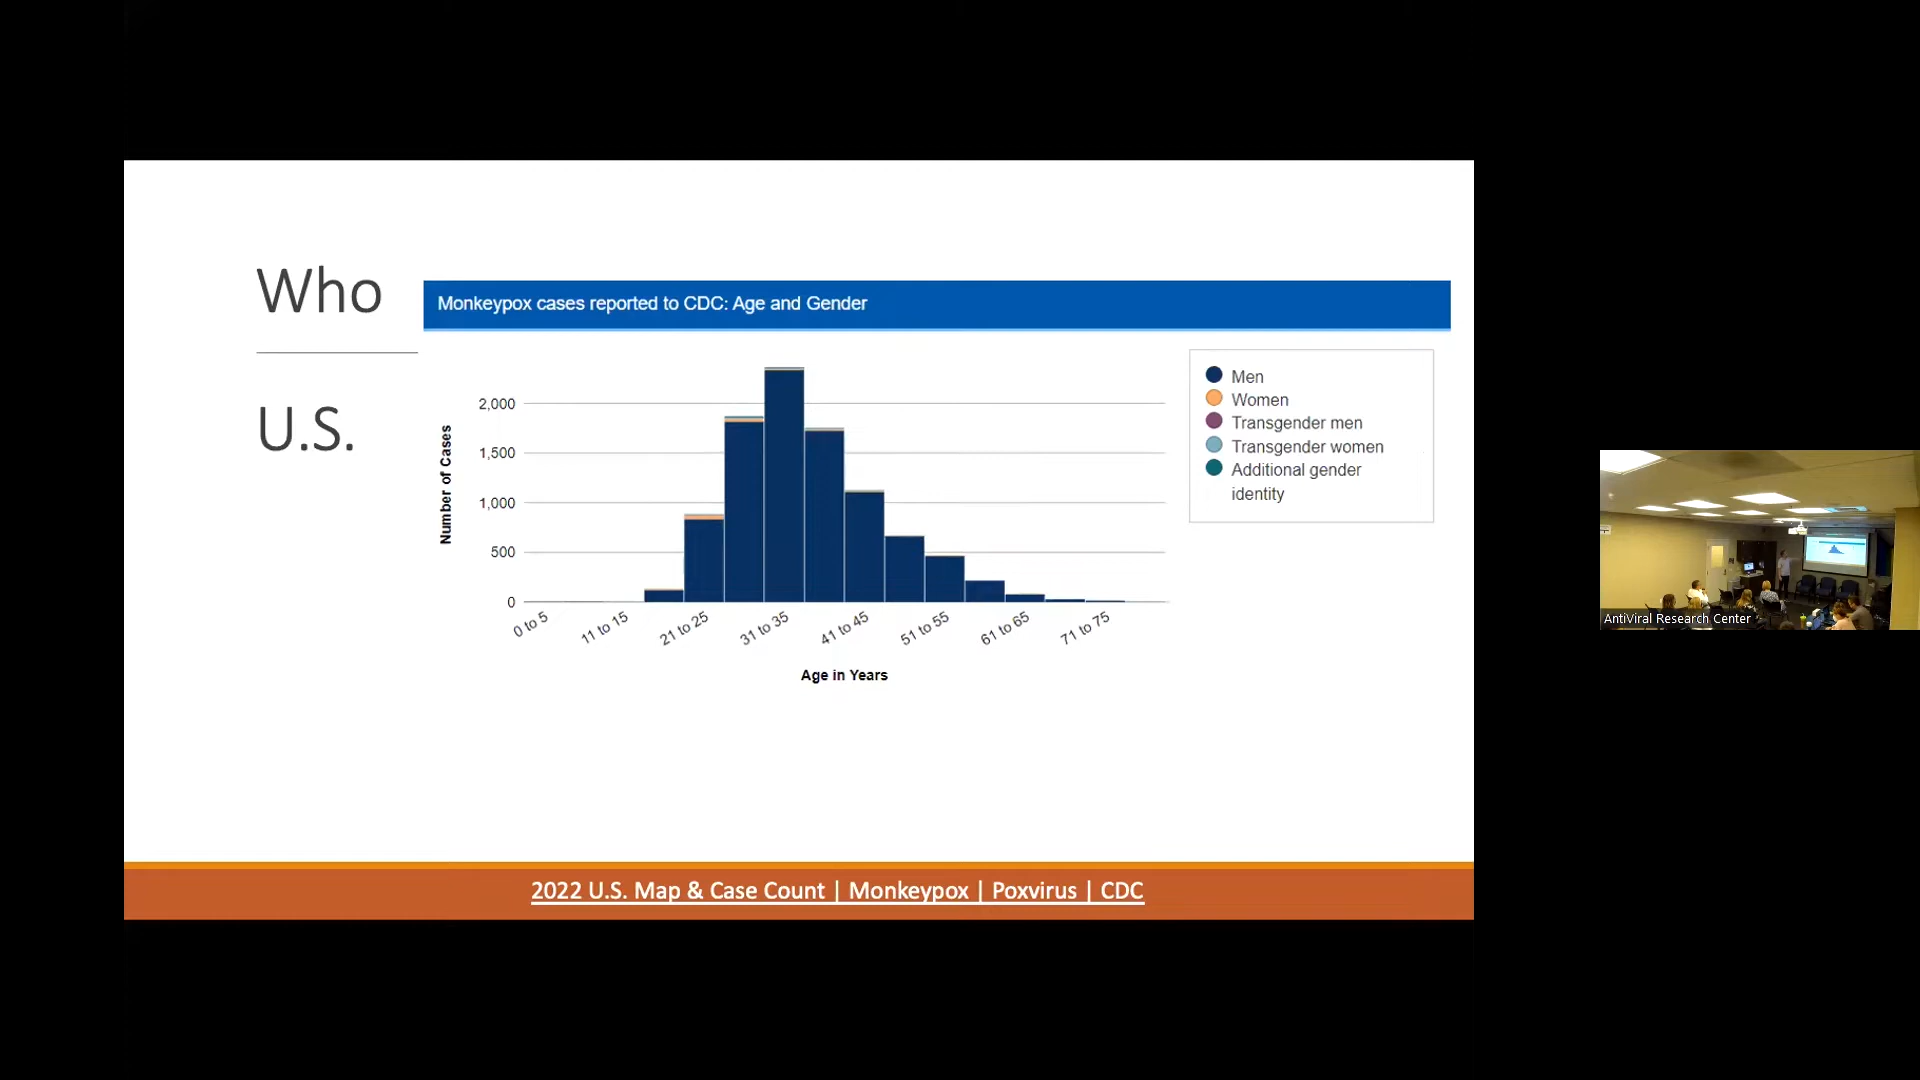 Who
U.S.
Monkeypox cases reported to CDC: Age and Gender
Number of Cases
2,000
1,500
1,000
500
0
0 to 5
11 to 15
21 to 25
31 to 35
41 to 45
51 to 55
61 to 65
71 to 75
Age in Years
Men
Women
Transgender men
Transgender women
Additional gender
identity
2022 U.S. Map & Case Count | Monkeypox | Poxvirus | CDC
AntiViral Research Center